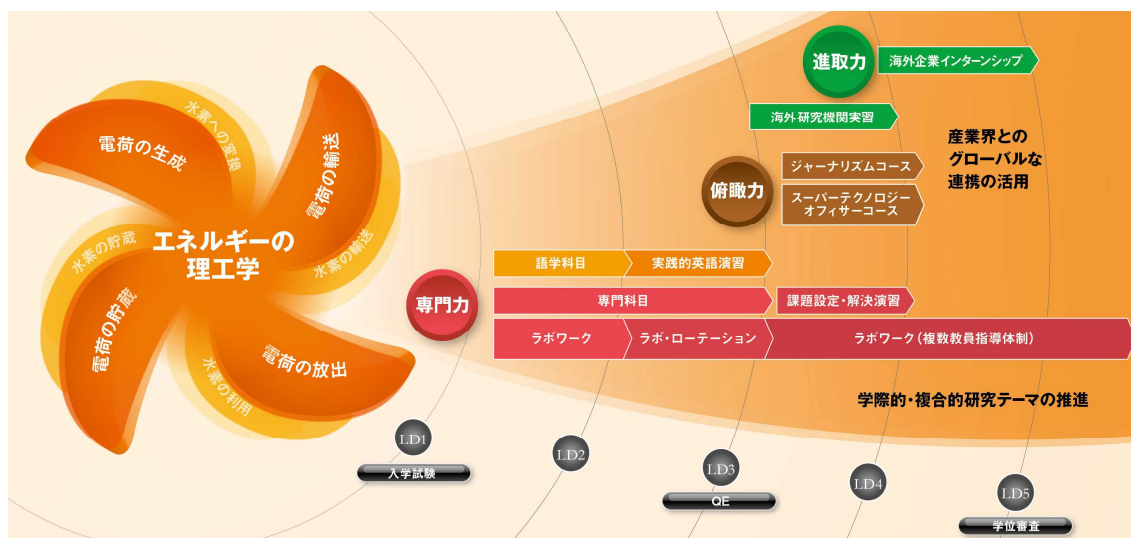 電荷の生成
水素への変換
電荷の輸送
水素の輸送
水素の貯蔵
エネルギーの
理工学
電荷の貯蔵
電荷の放出
水素の利用
進取力
海外企業インターンシップ
海外研究機関実習
産業界との
グローバルな
連携の活用
俯瞰力
ジャーナリズムコース
スーパーテクノロジー
オフィサーコース
専門力
語学科目
実践的英語演習
専門科目
課題設定・解決演習
ラボワーク
ラボ・ローテーション
ラボワーク(複数教員指導体制)
学際的・複合的研究テーマの推進
LD1
入学試験
LD2
LD3
QE
LD4
LD5
学位審査